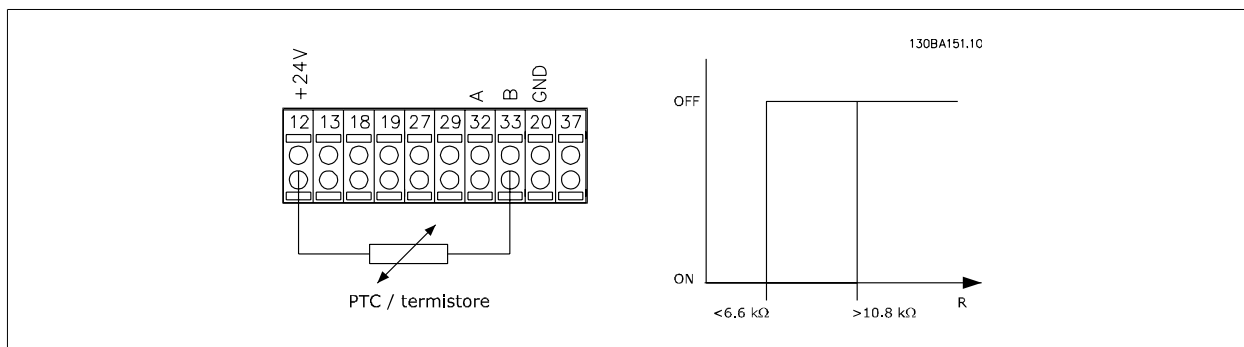 130BA151.10
+24V
A
B
GND
12 13 18 19 27 29 32 33 20 37
PTC / termistore
OFF
ON
R
<6.6 kΩ
>10.8 kΩ